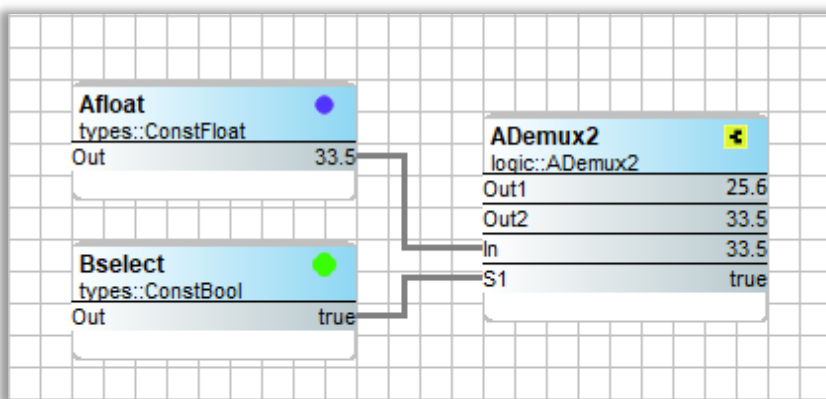 Afloat
types::ConstFloat
Out 33.5
Bselect
types::ConstBool
Out true
ADemux2
logic::ADemux2
Out1 25.6
Out2 33.5
In 33.5
S1 true